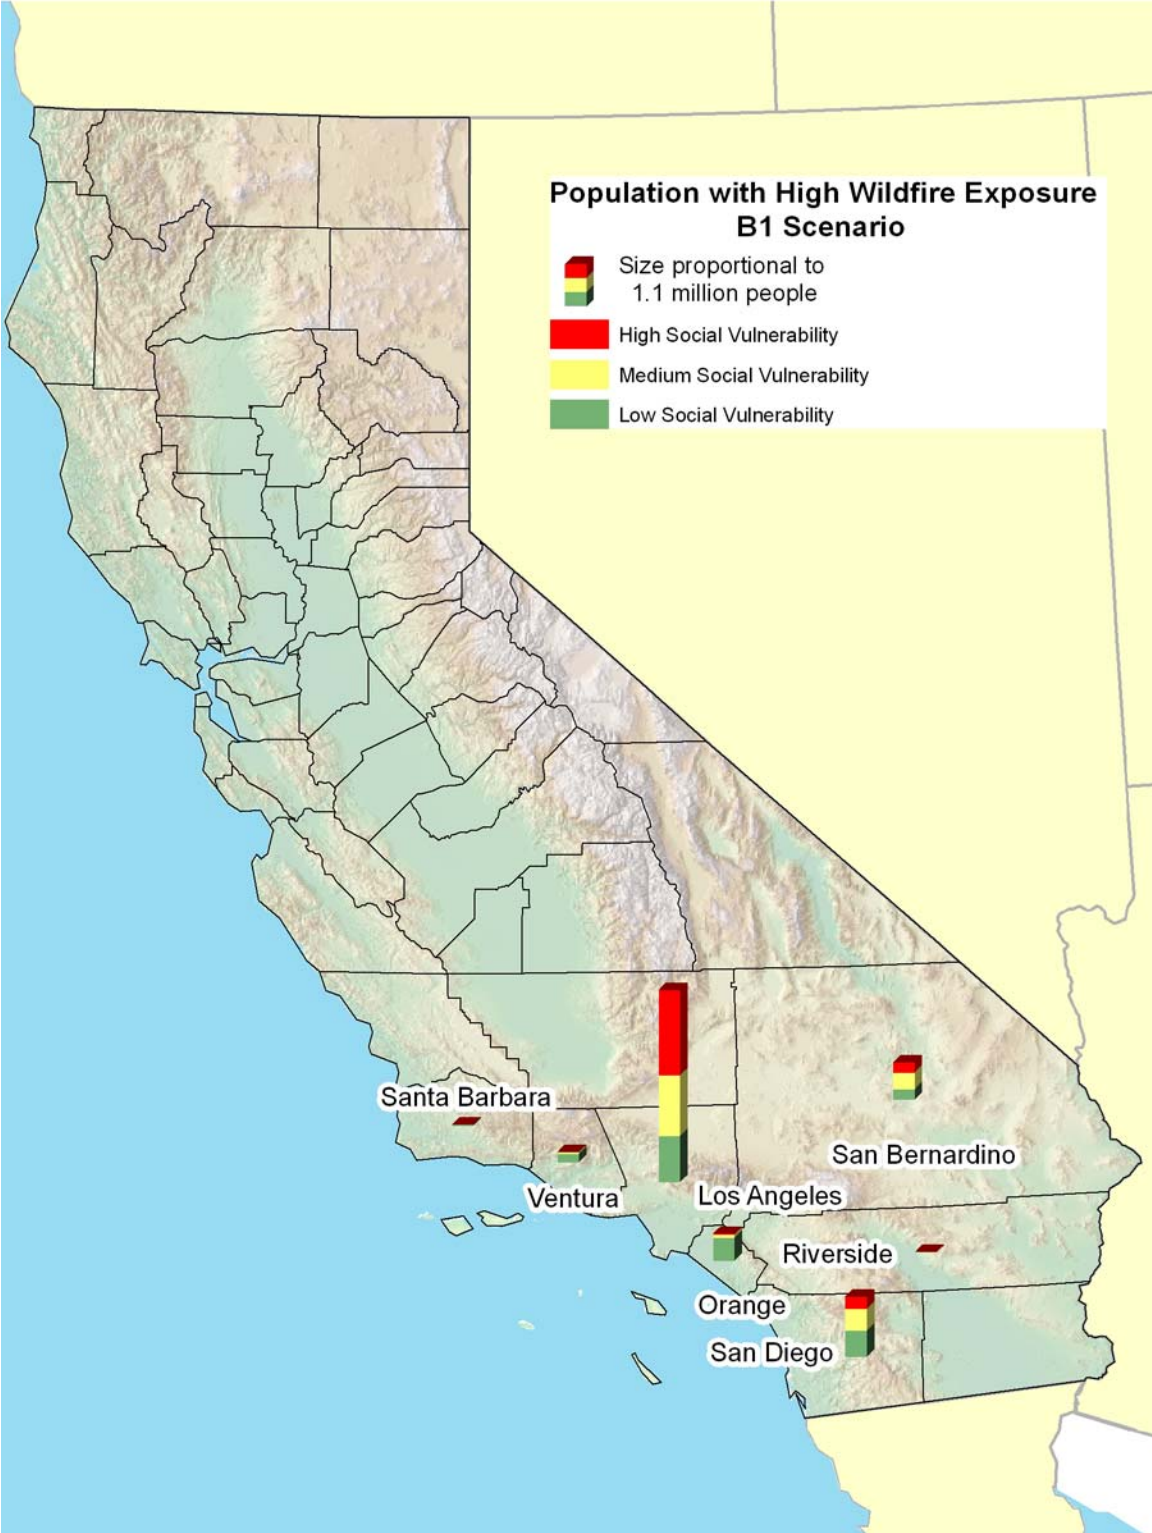 Population with High Wildfire Exposure
B1 Scenario
Size proportional to
1.1 million people
High Social Vulnerability
Medium Social Vulnerability
Low Social Vulnerability
Santa Barbara
San Bernardino
Ventura
Los Angeles
Riverside
Orange
San Diego